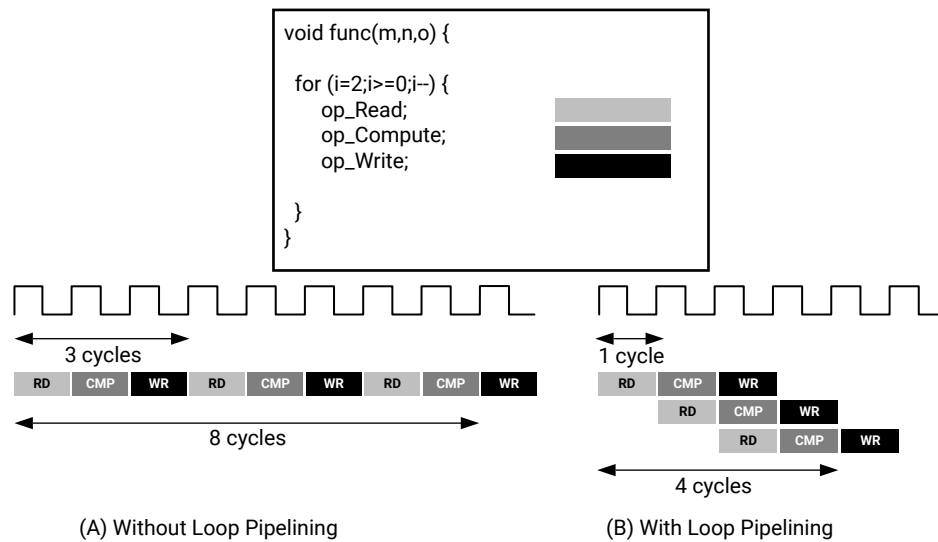 void func(m,n,o) {
for (i=2;i>=0;i--) {
op_Read;
op_Compute;
op_Write;
}
}
3 cycles
1 cycle
RD CMP WR RD CMP WR RD CMP WR
RD CMP WR
RD CMP WR
RD CMP WR
8 cycles
4 cycles
(A) Without Loop Pipelining
(B) With Loop Pipelining